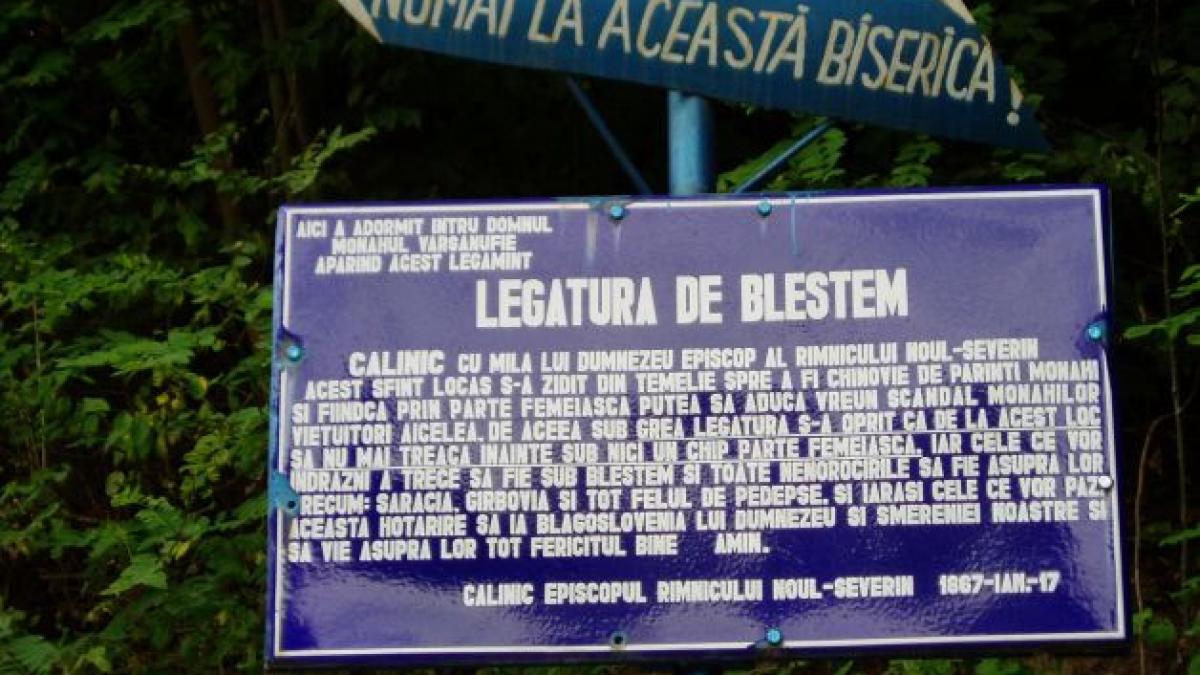 NUMAI LA ACEASTĂ BISERICA!
AICI A ADORMIT INTRU DOMNUL
MONAHUL VARSANUFIE
APARIND ACEST LEGAMINT
LEGATURA DE BLESTEM
CALINIC CU MILA LUI DUMNEZEU EPISCOP AL RIMNICULUI NOUL-SEVERIN
ACEST SFINT LOCAS S-A ZIDIT DIN TEMELIE SPRE A FI CHINOVIE DE PARINTI MONAHI
SI FIINDCA PRIN PARTE FEMEIASCA PUTEA SA ADUCA VREUN SCANDAL MONAHILOR
VIETUITORI AICELEA. DE ACEEA SUB GREA LEGATURA S-A OPRIT CA DE LA ACEST LOC
SA NU MAI TREACA INAINTE SUB NICI UN CHIP PARTE FEMEIASCA. IAR CELE CE VOR
INDRAZNI A TRECE SA FIE SUB BLESTEM SI TOATE NENOROCIRILE SA FIE ASUPRA LOR
PRECUM: SARACIA, GIRBOVIA SI TOT FELUL DE PEDEPSE. SI IARASI CELE CE VOR PAZI
ACEASTA HOTARIRE SA IA BLAGOSLOVENIA LUI DUMNEZEU SI SMERENIEI NOASTRE SI
SA VIE ASUPRA LOR TOT FERICITUL BINE AMIN.
CALINIC EPISCOPUL RIMNICULUI NOUL-SEVERIN 1867-IAN.-17